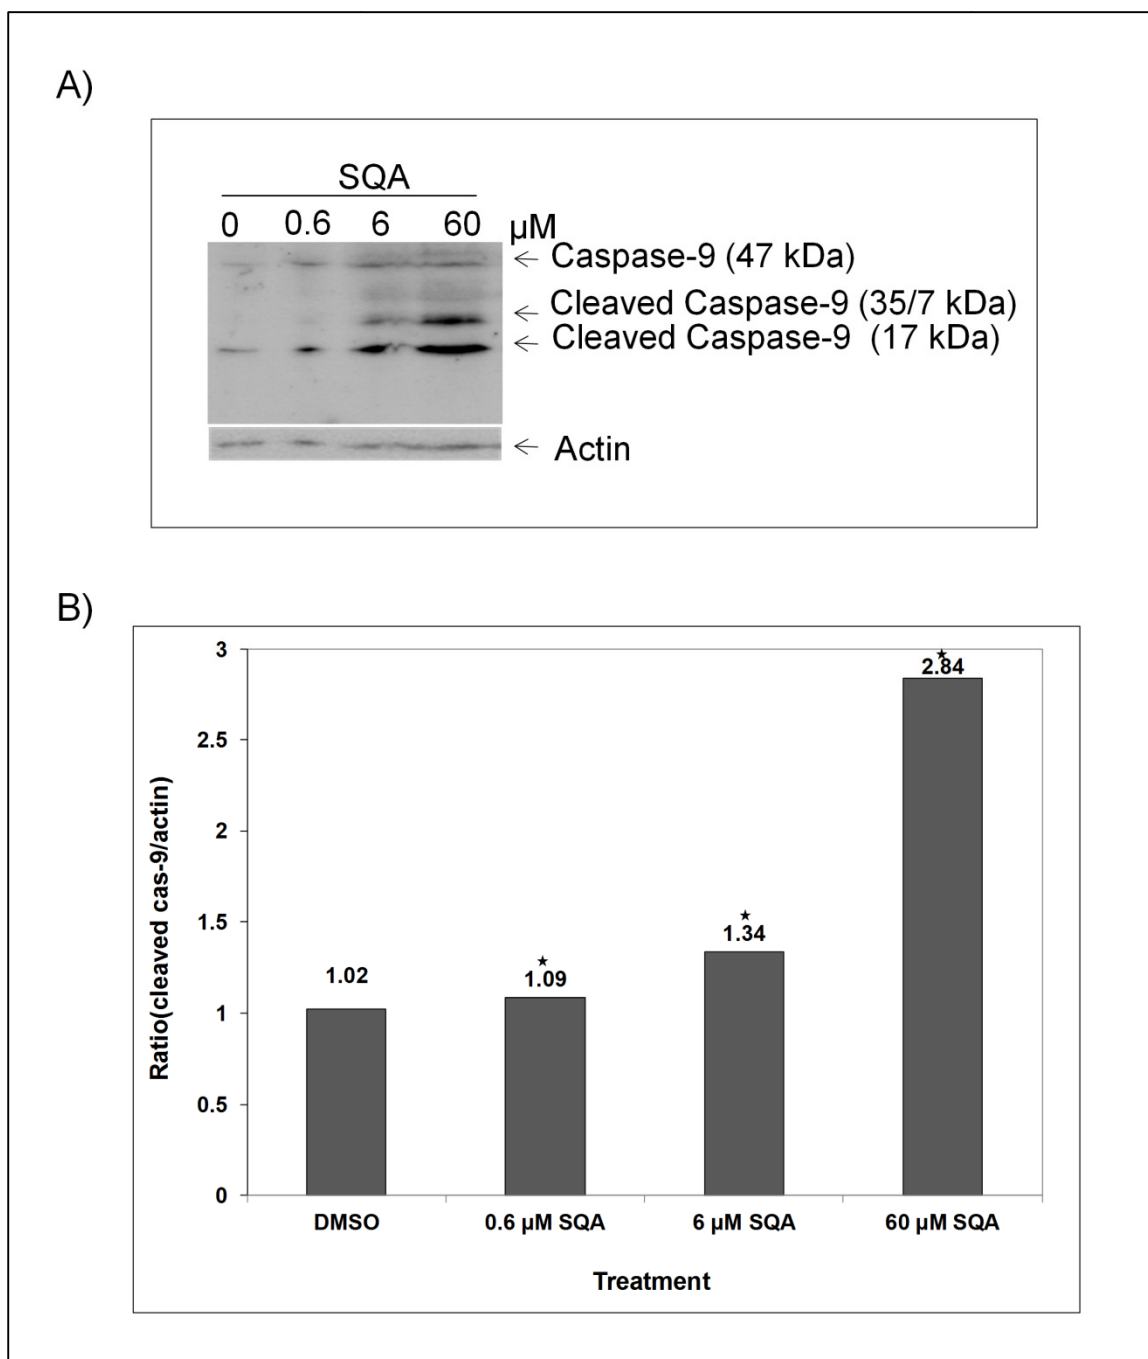 A)
SQA
0 0.6 6 60 µM
← Caspase-9 (47 kDa)
← Cleaved Caspase-9 (35/7 kDa)
← Cleaved Caspase-9 (17 kDa)
← Actin
B)
Ratio(cleaved cas-9/actin)
3
2.5
2
1.5
1
0.5
0
1.02
★
1.09
★
1.34
★
2.84
DMSO 0.6 µM SQA 6 µM SQA 60 µM SQA
Treatment